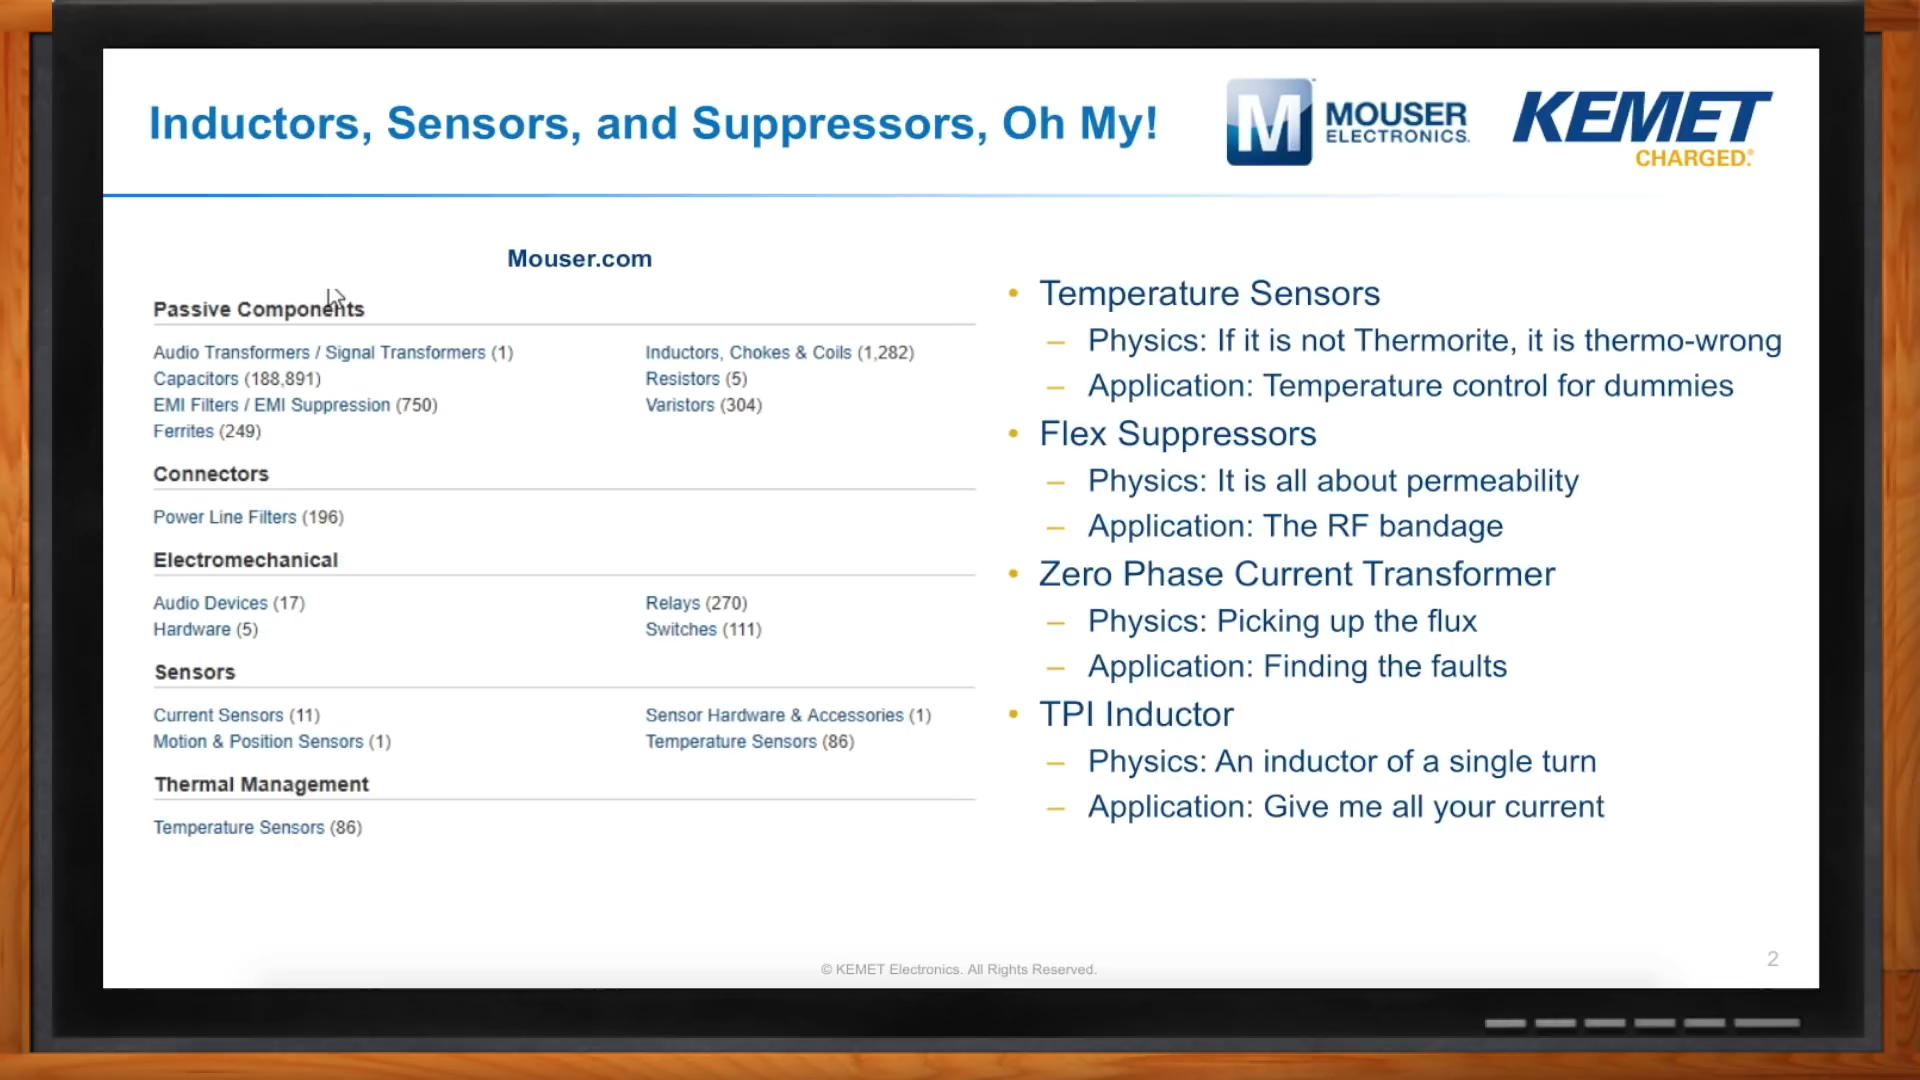 Inductors, Sensors, and Suppressors, Oh My!
M
MOUSER
ELECTRONICS.
KEMET
CHARGED.®
Mouser.com
Passive Components
Audio Transformers / Signal Transformers (1)
Capacitors (188,891)
EMI Filters / EMI Suppression (750)
Ferrites (249)
Inductors, Chokes & Coils (1,282)
Resistors (5)
Varistors (304)
Connectors
Power Line Filters (196)
Electromechanical
Audio Devices (17)
Hardware (5)
Relays (270)
Switches (111)
Sensors
Current Sensors (11)
Motion & Position Sensors (1)
Sensor Hardware & Accessories (1)
Temperature Sensors (86)
Thermal Management
Temperature Sensors (86)
• Temperature Sensors
– Physics: If it is not Thermorite, it is thermo-wrong
– Application: Temperature control for dummies
• Flex Suppressors
– Physics: It is all about permeability
– Application: The RF bandage
• Zero Phase Current Transformer
– Physics: Picking up the flux
– Application: Finding the faults
• TPI Inductor
– Physics: An inductor of a single turn
– Application: Give me all your current
© KEMET Electronics. All Rights Reserved.
2